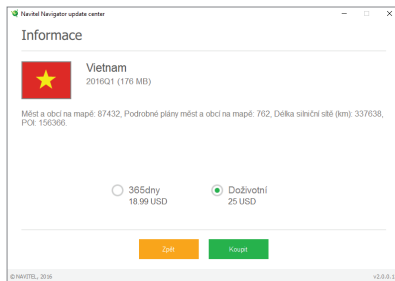 Navitel Navigator update center
Informace
Vietnam
2016Q1 (176 MB)
Měst a obcí na mapě: 87432, Podrobné plány měst a obcí na mapě: 762, Délka silniční sítě (km): 337638,
POI: 156366.
365dny
18.99 USD
Doživotní
25 USD
Zpět
Koupit
© NAVITEL, 2016
v2.0.0.1